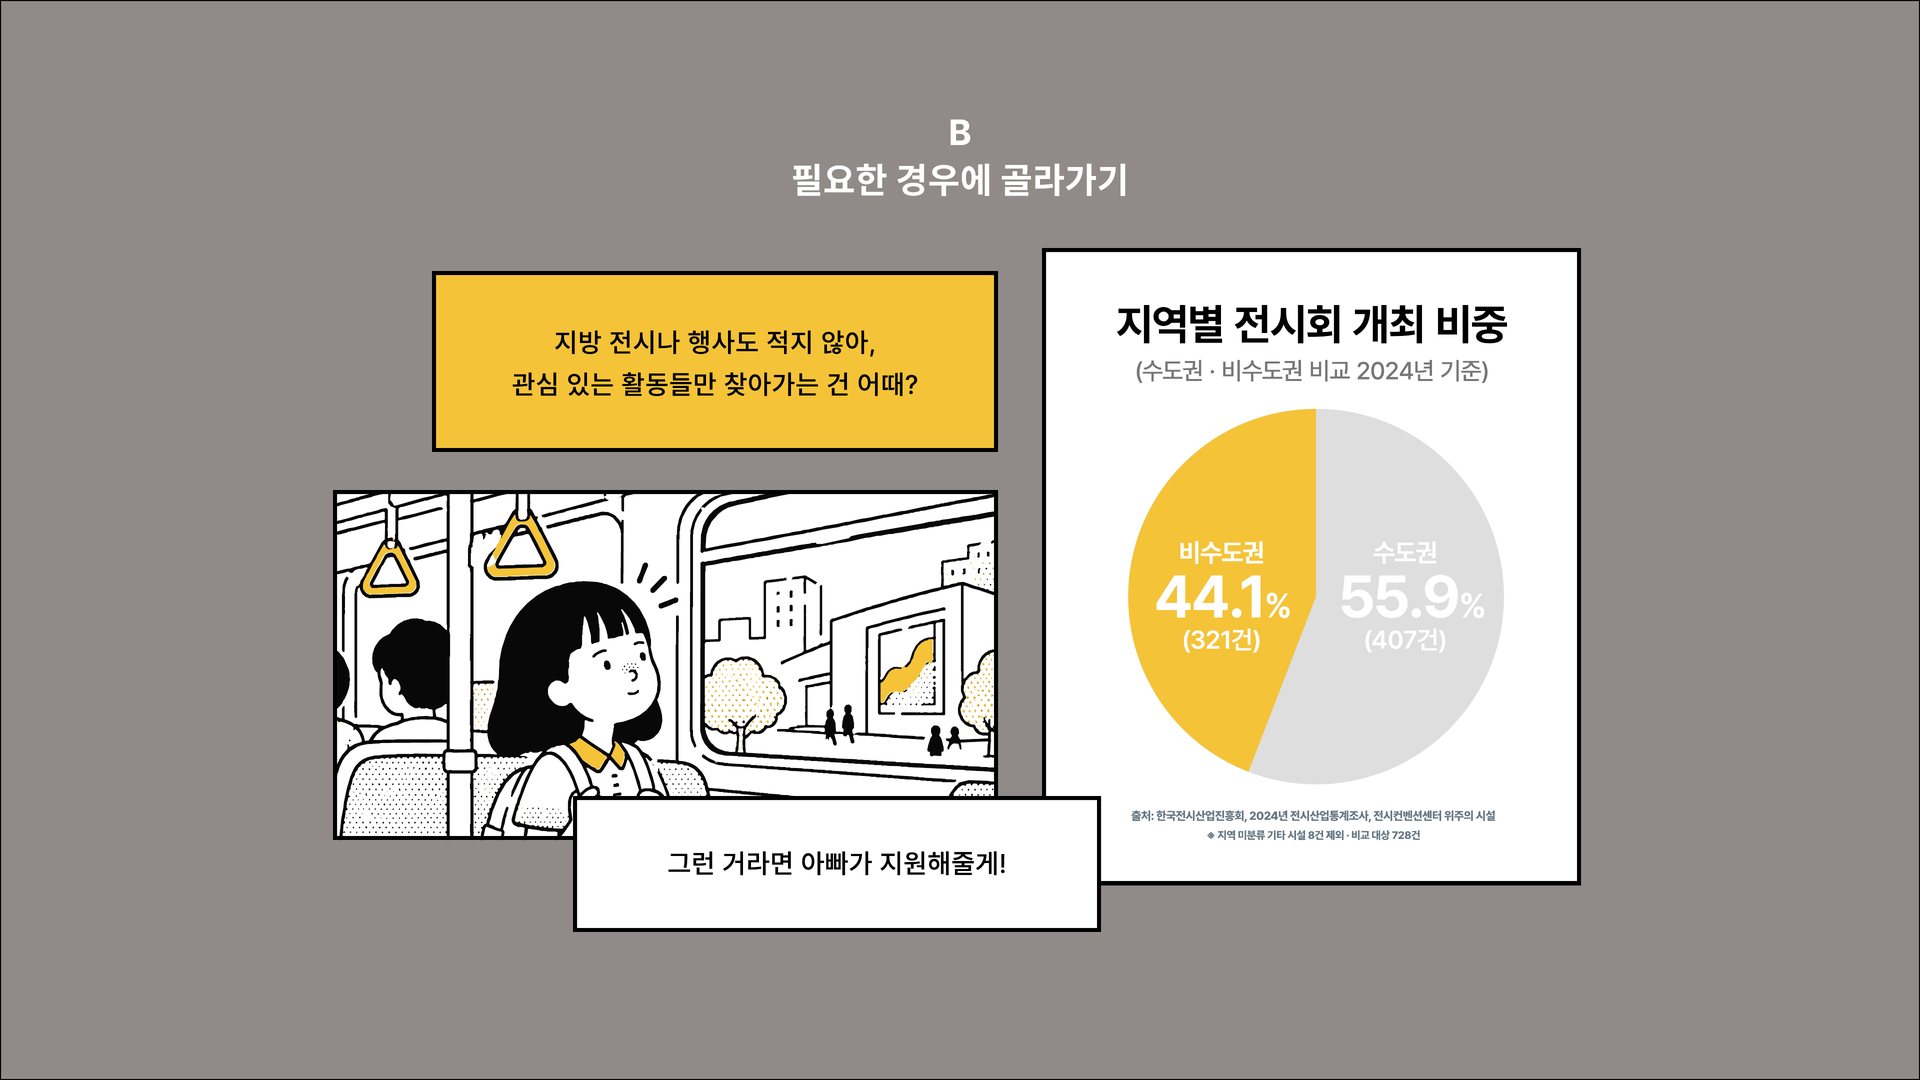 B
필요한 경우에 골라가기
지방 전시나 행사도 적지 않아,
관심 있는 활동들만 찾아가는 건 어때?
그런 거라면 아빠가 지원해줄게!
지역별 전시회 개최 비중
(수도권 · 비수도권 비교 2024년 기준)
비수도권
44.1%
(321건)
수도권
55.9%
(407건)
출처: 한국전시산업진흥회, 2024년 전시산업통계조사, 전시컨벤션센터 위주의 시설
※ 지역 미분류 기타 시설 8건 제외 · 비교 대상 728건